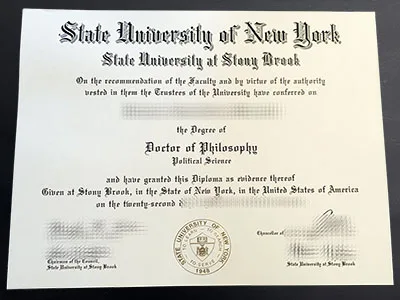 State University of New York
State University at Stony Brook
On the recommendation of the Faculty and by virtue of the authority
vested in them the Trustees of the University have conferred on
the Degree of
Doctor of Philosophy
Political Science
and have granted this Diploma as evidence thereof
Given at Stony Brook, in the State of New York, in the United States of America
on the twenty-second
Chancellor of
Chairman of the Council,
State University at Stony Brook
State University at Stony Brook
STATE UNIVERSITY OF NEW YORK
TO SERVE
1948